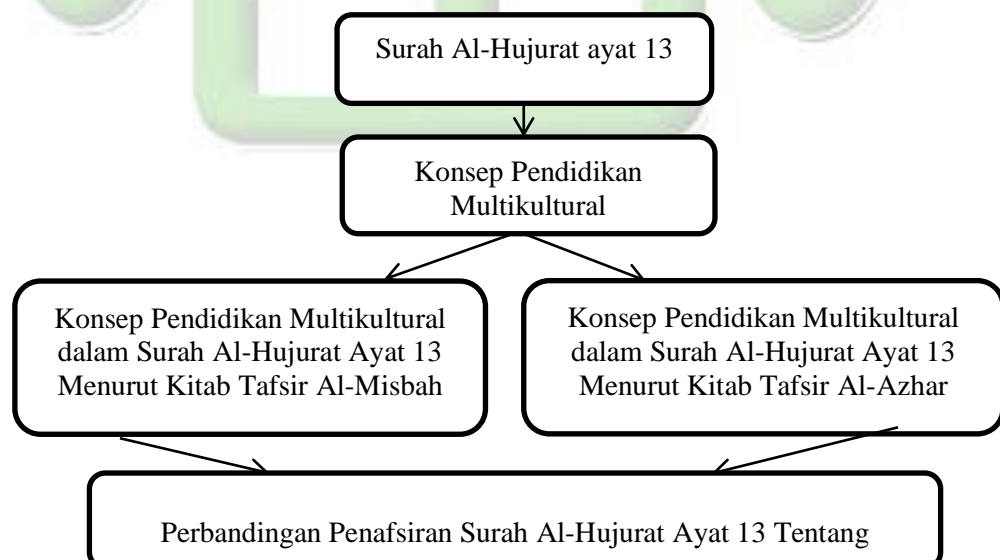 Surah Al-Hujurat ayat 13
Konsep Pendidikan
Multikultural
Konsep Pendidikan Multikultural
dalam Surah Al-Hujurat Ayat 13
Menurut Kitab Tafsir Al-Misbah
Konsep Pendidikan Multikultural
dalam Surah Al-Hujurat Ayat 13
Menurut Kitab Tafsir Al-Azhar
Perbandingan Penafsiran Surah Al-Hujurat Ayat 13 Tentang